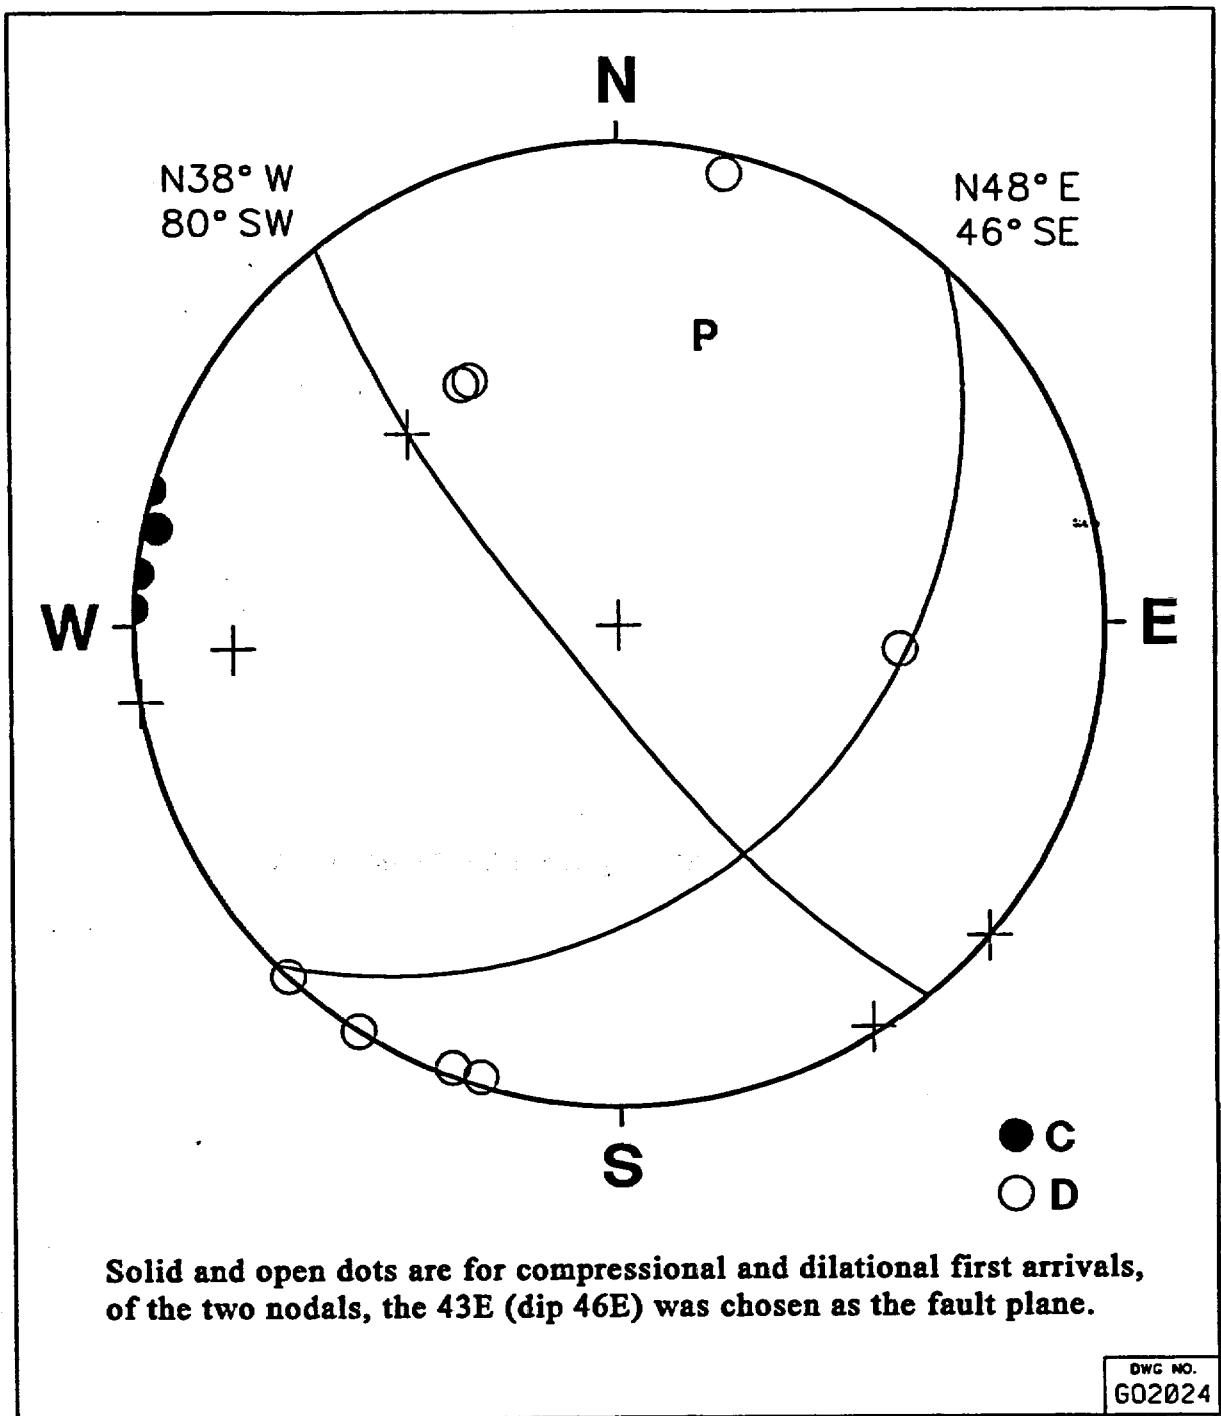 N
N38° W
80° SW
N48° E
46° SE
P
W
E
S
C
D
Solid and open dots are for compressional and dilational first arrivals,
of the two nodals, the 43E (dip 46E) was chosen as the fault plane.
DWG NO.
GO2024